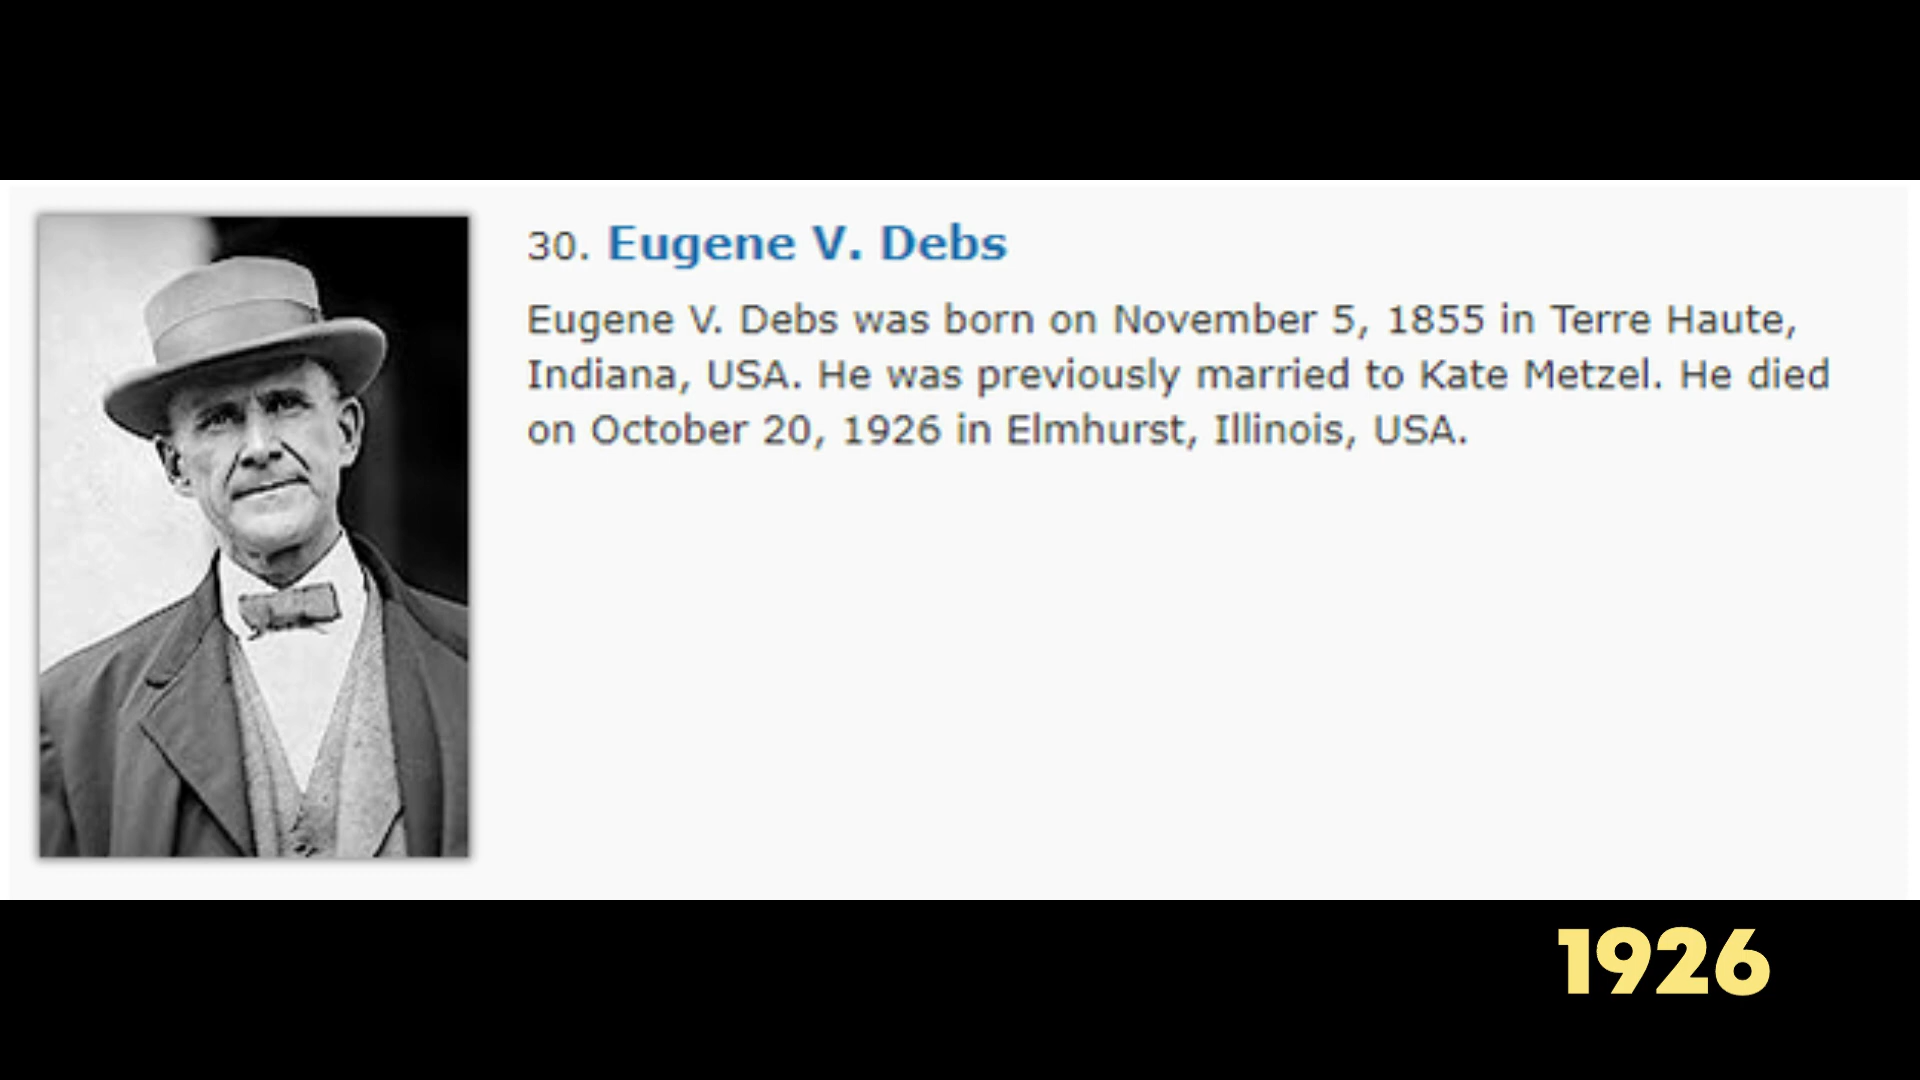 30. Eugene V. Debs
Eugene V. Debs was born on November 5, 1855 in Terre Haute,
Indiana, USA. He was previously married to Kate Metzel. He died
on October 20, 1926 in Elmhurst, Illinois, USA.
1926